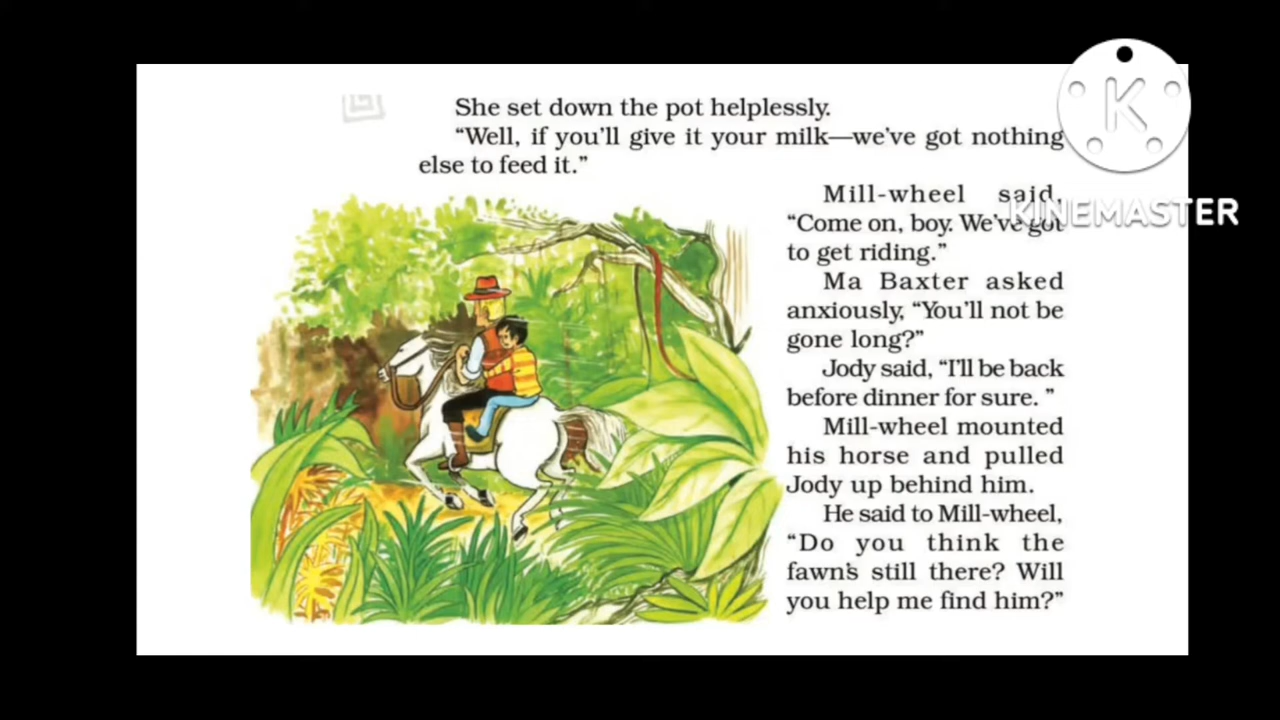 She set down the pot helplessly.
“Well, if you’ll give it your milk—we’ve got nothing
else to feed it.”
Mill-wheel said,
“Come on, boy. We’ve got
to get riding.”
Ma Baxter asked
anxiously, “You’ll not be
gone long?”
Jody said, “I’ll be back
before dinner for sure. ”
Mill-wheel mounted
his horse and pulled
Jody up behind him.
He said to Mill-wheel,
“Do you think the
fawn’s still there? Will
you help me find him?”
K
KINEMASTER